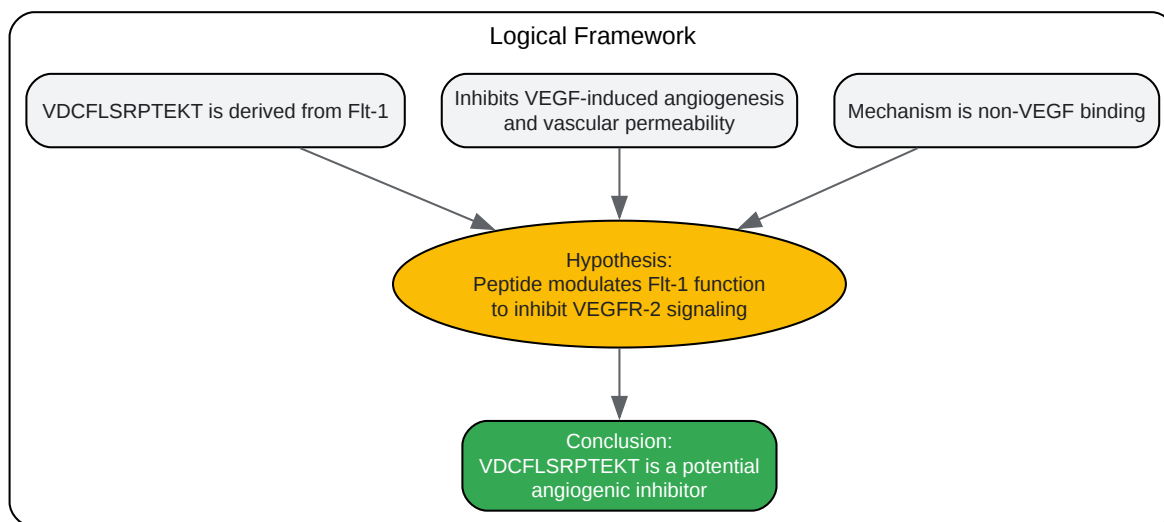 Logical Framework
VDCFLSRPTEKT is derived from Flt-1
Inhibits VEGF-induced angiogenesis
and vascular permeability
Mechanism is non-VEGF binding
Hypothesis:
Peptide modulates Flt-1 function
to inhibit VEGFR-2 signaling
Conclusion:
VDCFLSRPTEKT is a potential
angiogenic inhibitor